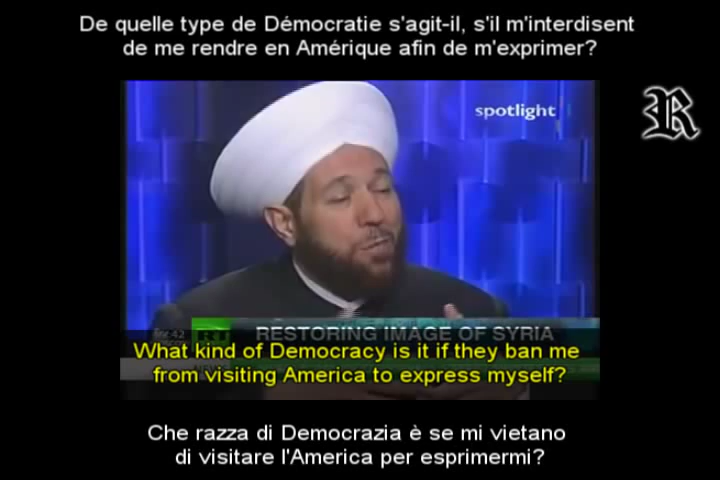 De quelle type de Démocratie s'agit-il, s'il m'interdisent
de me rendre en Amérique afin de m'exprimer?
R
spotlight
RT
RESTORING IMAGE OF SYRIA
What kind of Democracy is it if they ban me
from visiting America to express myself?
Che razza di Democrazia è se mi vietano
di visitare l'America per esprimermi?